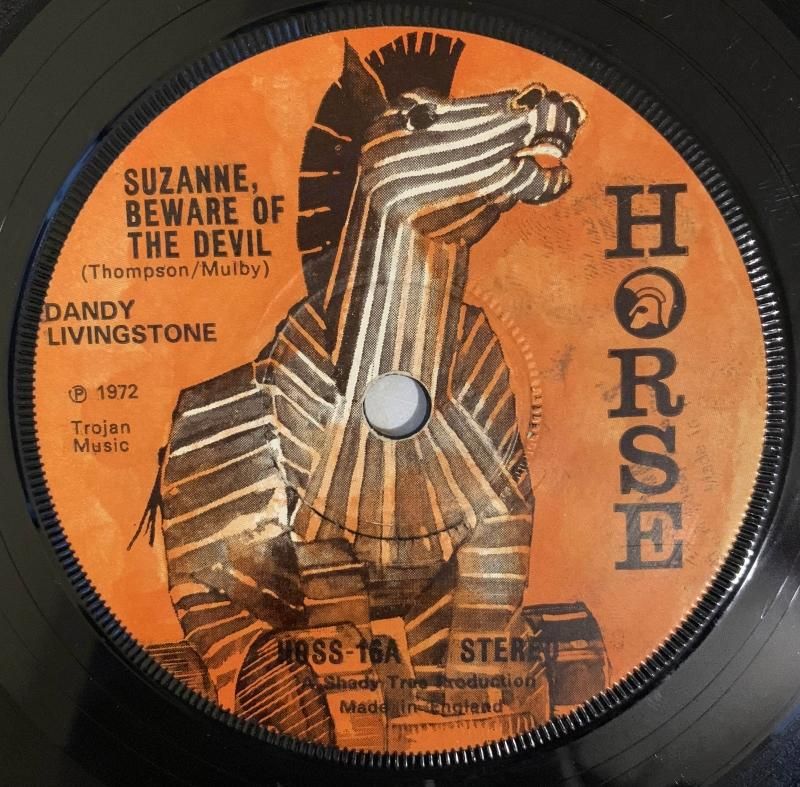 SUZANNE,
BEWARE OF
THE DEVIL
(Thompson/Mulby)
DANDY
LIVINGSTONE
℗ 1972
Trojan
Music
HORSE
HOSS-16A STEREO
A Shady Tree Production
Made in England